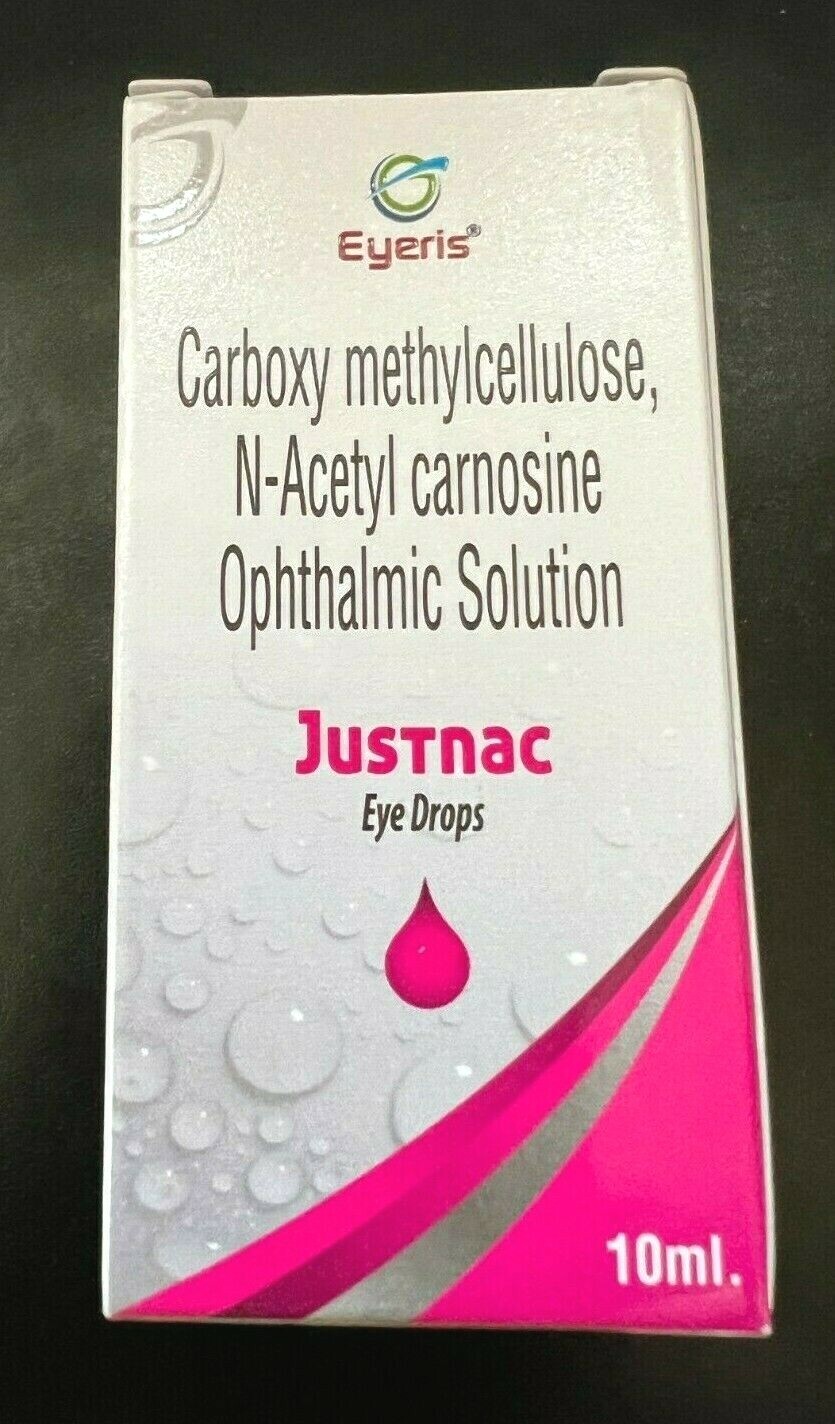 Eyeris®
Carboxy methylcellulose,
N-Acetyl carnosine
Ophthalmic Solution
Justnac
Eye Drops
10ml.